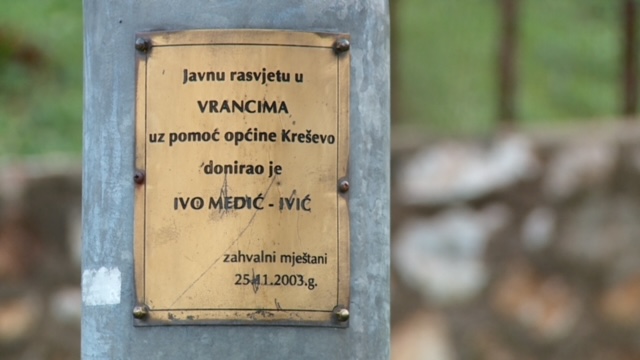 Javnu rasvjetu u
VRANCIMA
uz pomoć općine Kreševo
donirao je
IVO MEDIĆ - IVIĆ
zahvalni mještani
25.11.2003.g.